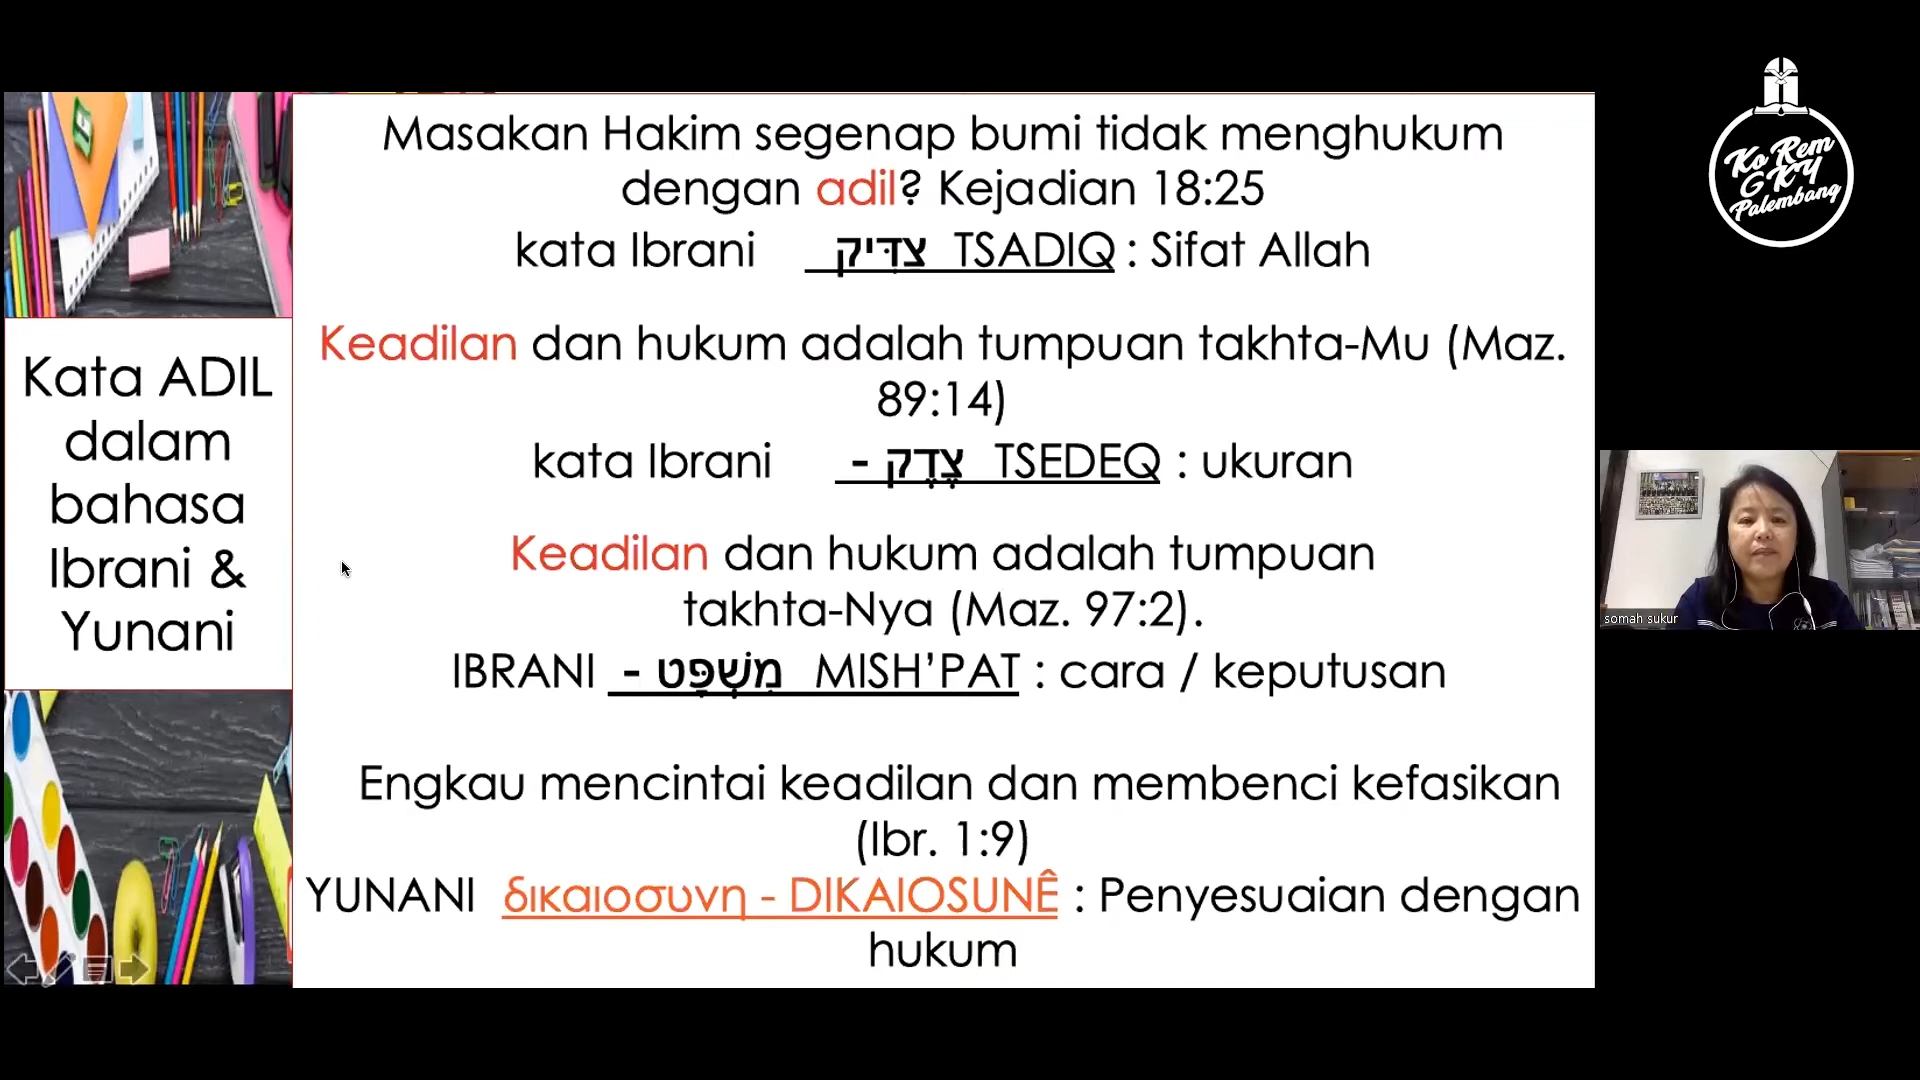 Masakan Hakim segenap bumi tidak menghukum
dengan adil? Kejadian 18:25
kata Ibrani צדִּיק TSADIQ : Sifat Allah
Keadilan dan hukum adalah tumpuan takhta-Mu (Maz.
89:14)
kata Ibrani - צֶדֶק TSEDEQ : ukuran
Keadilan dan hukum adalah tumpuan
takhta-Nya (Maz. 97:2).
IBRANI - מִשְׁפָּט MISH’PAT : cara / keputusan
Engkau mencintai keadilan dan membenci kefasikan
(Ibr. 1:9)
YUNANI δικαιοσυνη - DIKAIOSUNÊ : Penyesuaian dengan
hukum
Kata ADIL
dalam
bahasa
Ibrani &
Yunani
Ko Rem
GKY
Palembang
somah sukur